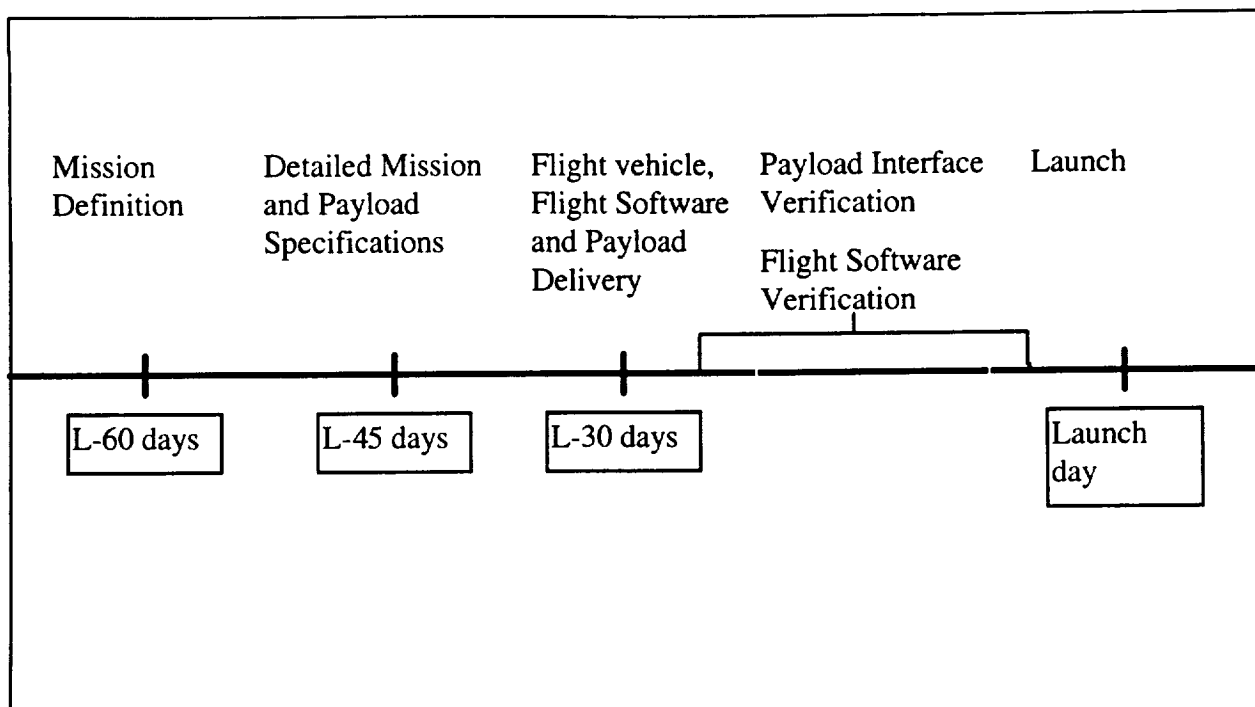 Mission
Definition
Detailed Mission
and Payload
Specifications
Flight vehicle,
Flight Software
and Payload
Delivery
Payload Interface
Verification
Flight Software
Verification
Launch
L-60 days
L-45 days
L-30 days
Launch
day